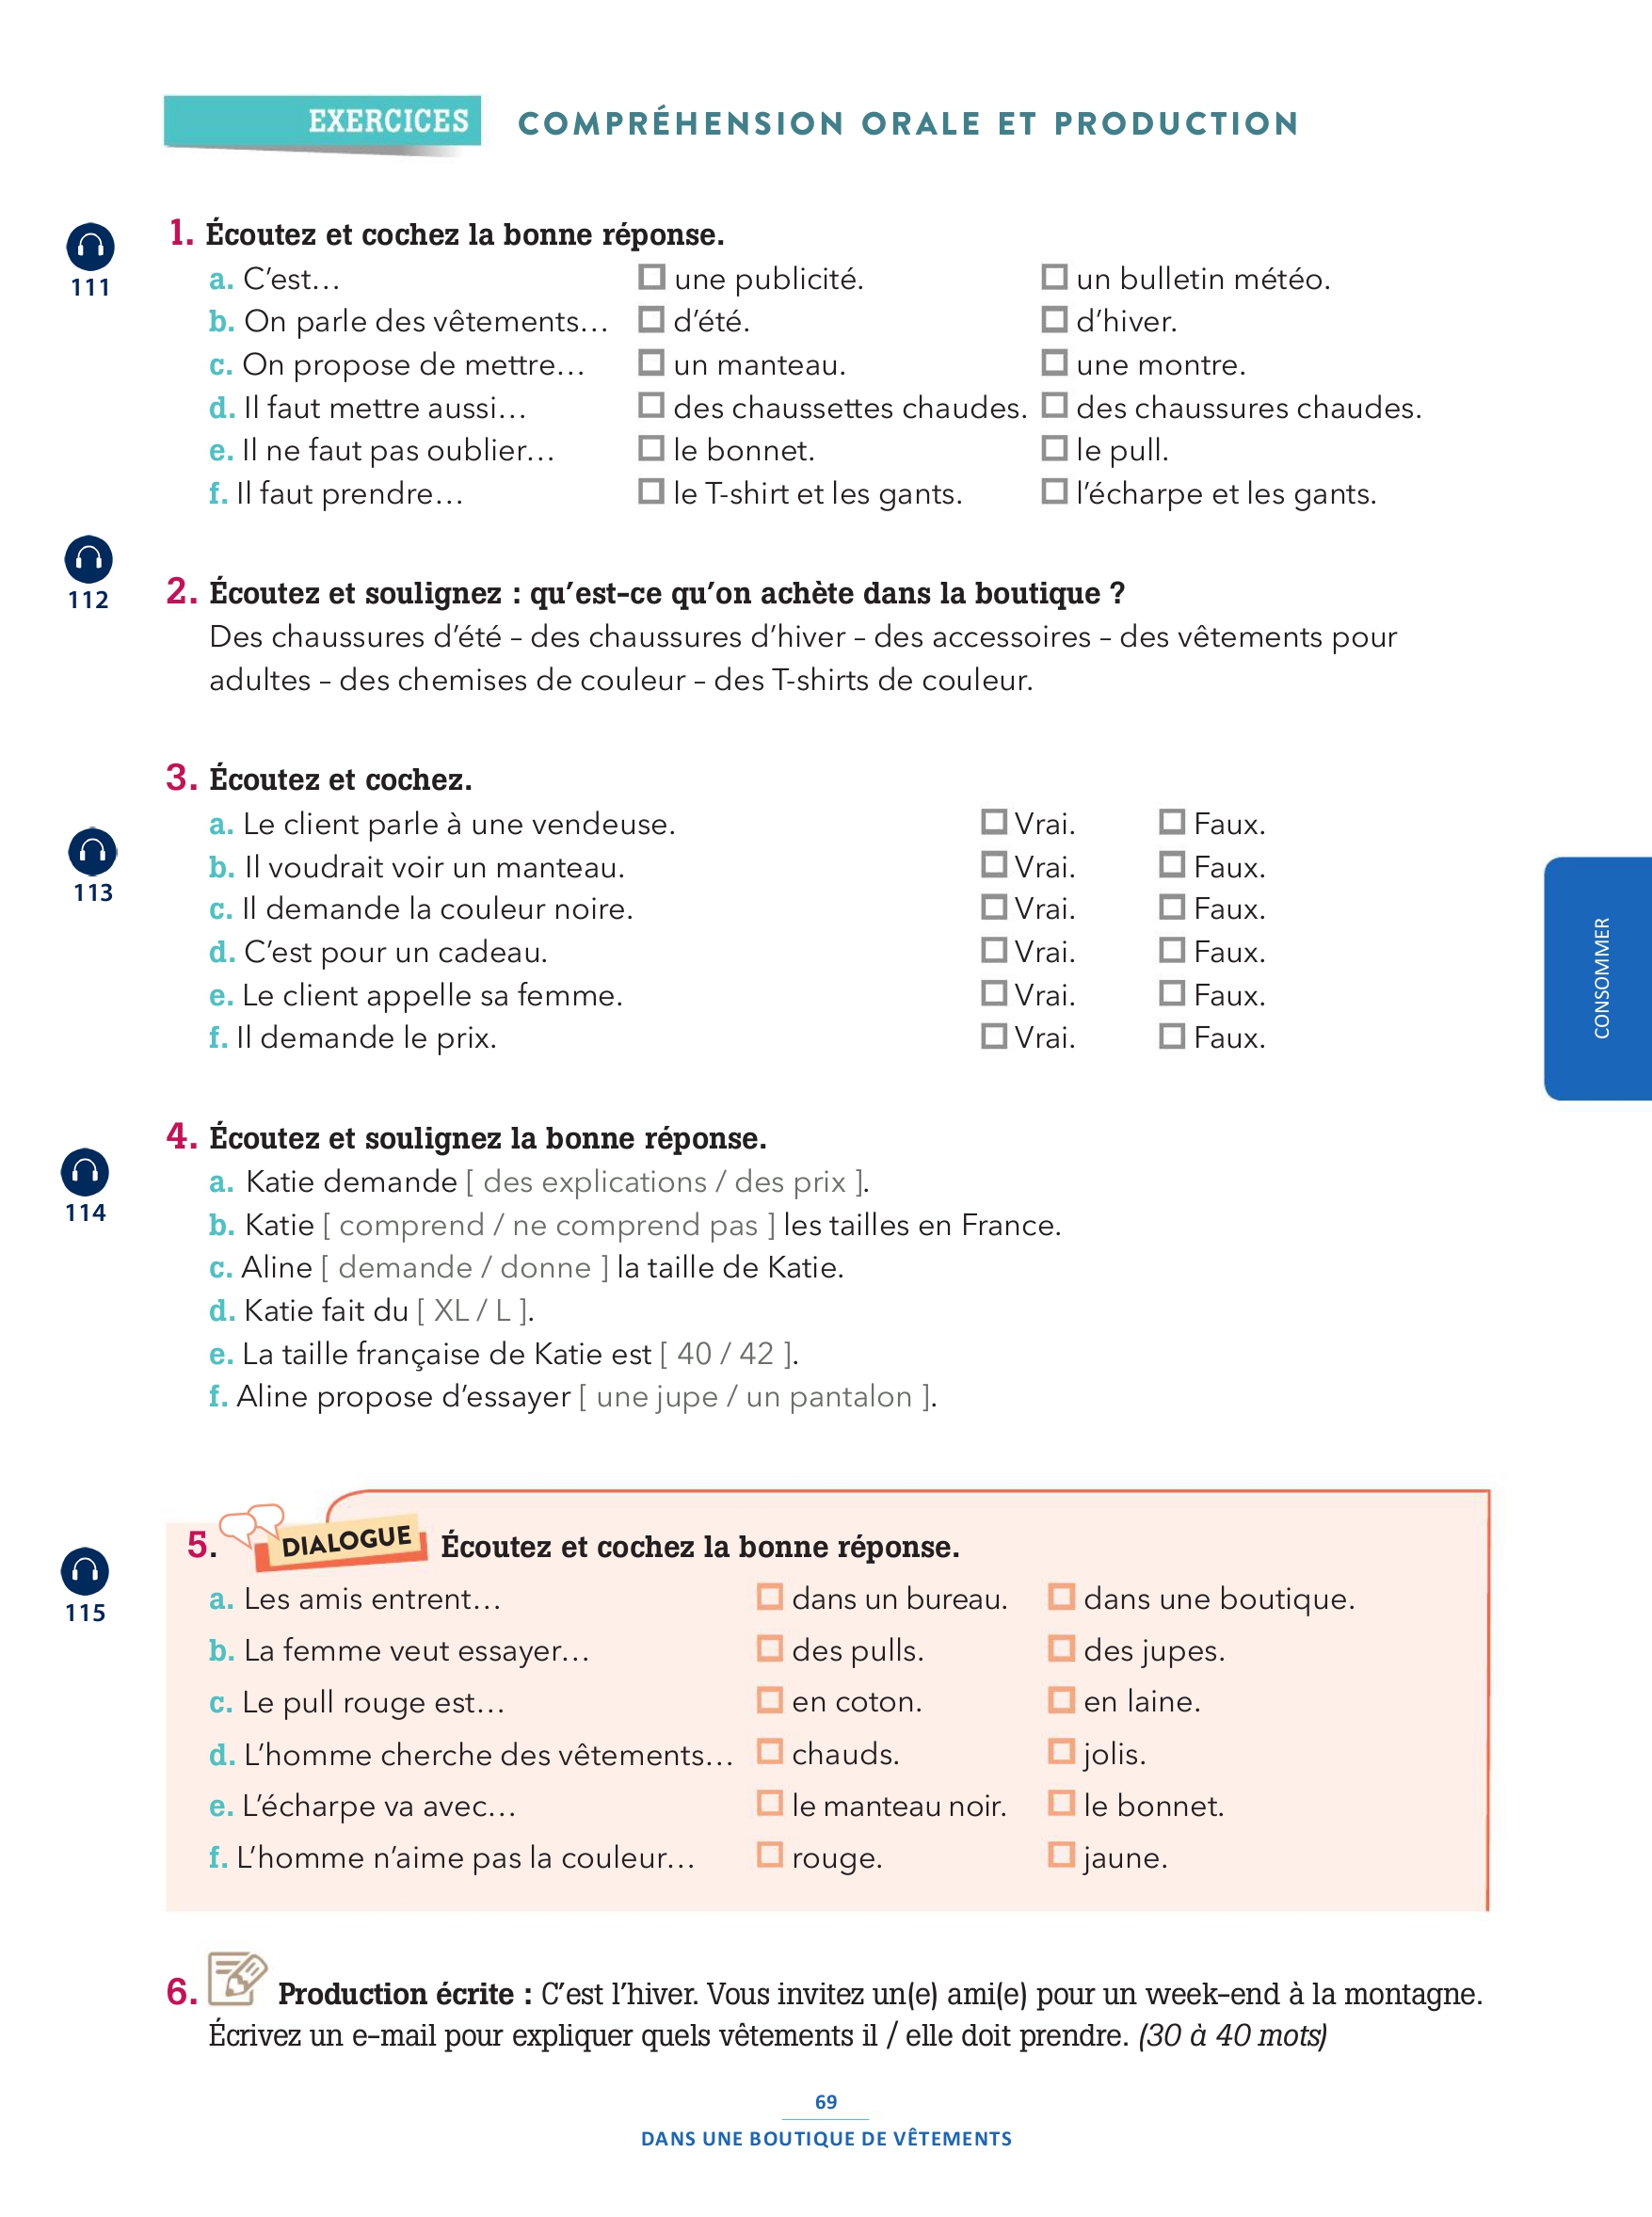 EXERCICES COMPRÉHENSION ORALE ET PRODUCTION
111
1. Écoutez et cochez la bonne réponse.
a. C’est… une publicité. un bulletin météo.
b. On parle des vêtements… d’été. d’hiver.
c. On propose de mettre… un manteau. une montre.
d. Il faut mettre aussi… des chaussettes chaudes. des chaussures chaudes.
e. Il ne faut pas oublier… le bonnet. le pull.
f. Il faut prendre… le T-shirt et les gants. l’écharpe et les gants.
112
2. Écoutez et soulignez : qu’est-ce qu’on achète dans la boutique ?
Des chaussures d’été – des chaussures d’hiver – des accessoires – des vêtements pour
adultes – des chemises de couleur – des T-shirts de couleur.
113
3. Écoutez et cochez.
a. Le client parle à une vendeuse. Vrai. Faux.
b. Il voudrait voir un manteau. Vrai. Faux.
c. Il demande la couleur noire. Vrai. Faux.
d. C’est pour un cadeau. Vrai. Faux.
e. Le client appelle sa femme. Vrai. Faux.
f. Il demande le prix. Vrai. Faux.
CONSOMMER
114
4. Écoutez et soulignez la bonne réponse.
a. Katie demande [ des explications / des prix ].
b. Katie [ comprend / ne comprend pas ] les tailles en France.
c. Aline [ demande / donne ] la taille de Katie.
d. Katie fait du [ XL / L ].
e. La taille française de Katie est [ 40 / 42 ].
f. Aline propose d’essayer [ une jupe / un pantalon ].
115
5. DIALOGUE Écoutez et cochez la bonne réponse.
a. Les amis entrent… dans un bureau. dans une boutique.
b. La femme veut essayer… des pulls. des jupes.
c. Le pull rouge est… en coton. en laine.
d. L’homme cherche des vêtements… chauds. jolis.
e. L’écharpe va avec… le manteau noir. le bonnet.
f. L’homme n’aime pas la couleur… rouge. jaune.
6. Production écrite : C’est l’hiver. Vous invitez un(e) ami(e) pour un week-end à la montagne.
Écrivez un e-mail pour expliquer quels vêtements il / elle doit prendre. (30 à 40 mots)
69
DANS UNE BOUTIQUE DE VÊTEMENTS